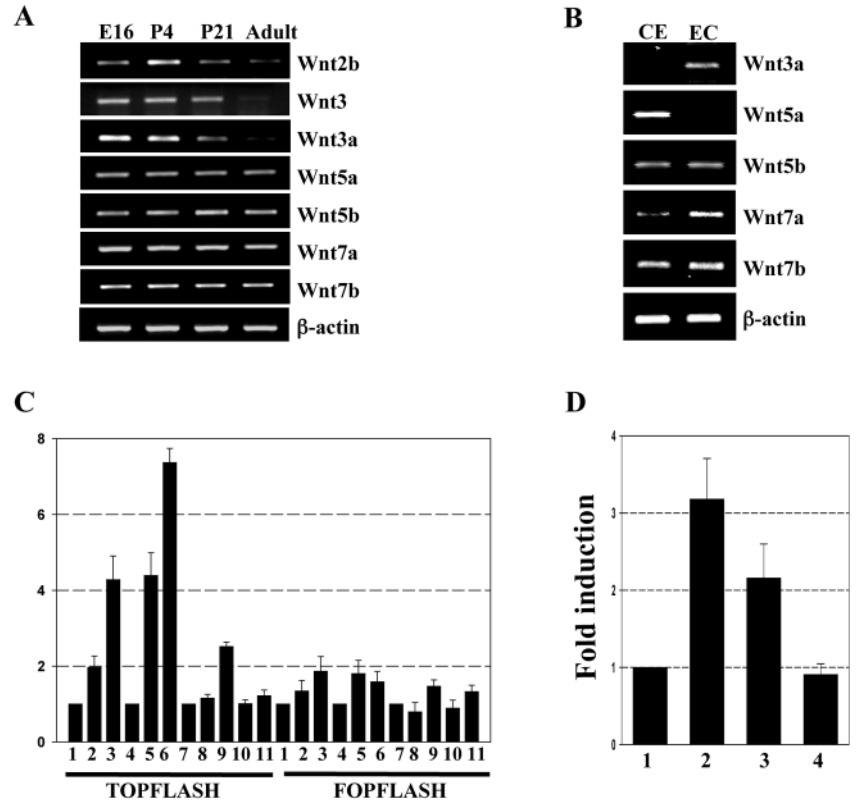 A
E16 P4 P21 Adult
Wnt2b
Wnt3
Wnt3a
Wnt5a
Wnt5b
Wnt7a
Wnt7b
β-actin
B
CE EC
Wnt3a
Wnt5a
Wnt5b
Wnt7a
Wnt7b
β-actin
C
8
6
4
2
0
1 2 3 4 5 6 7 8 9 10 11 1 2 3 4 5 6 7 8 9 10 11
TOPFLASH FOPFLASH
D
Fold induction
4
3
2
1
0
1 2 3 4